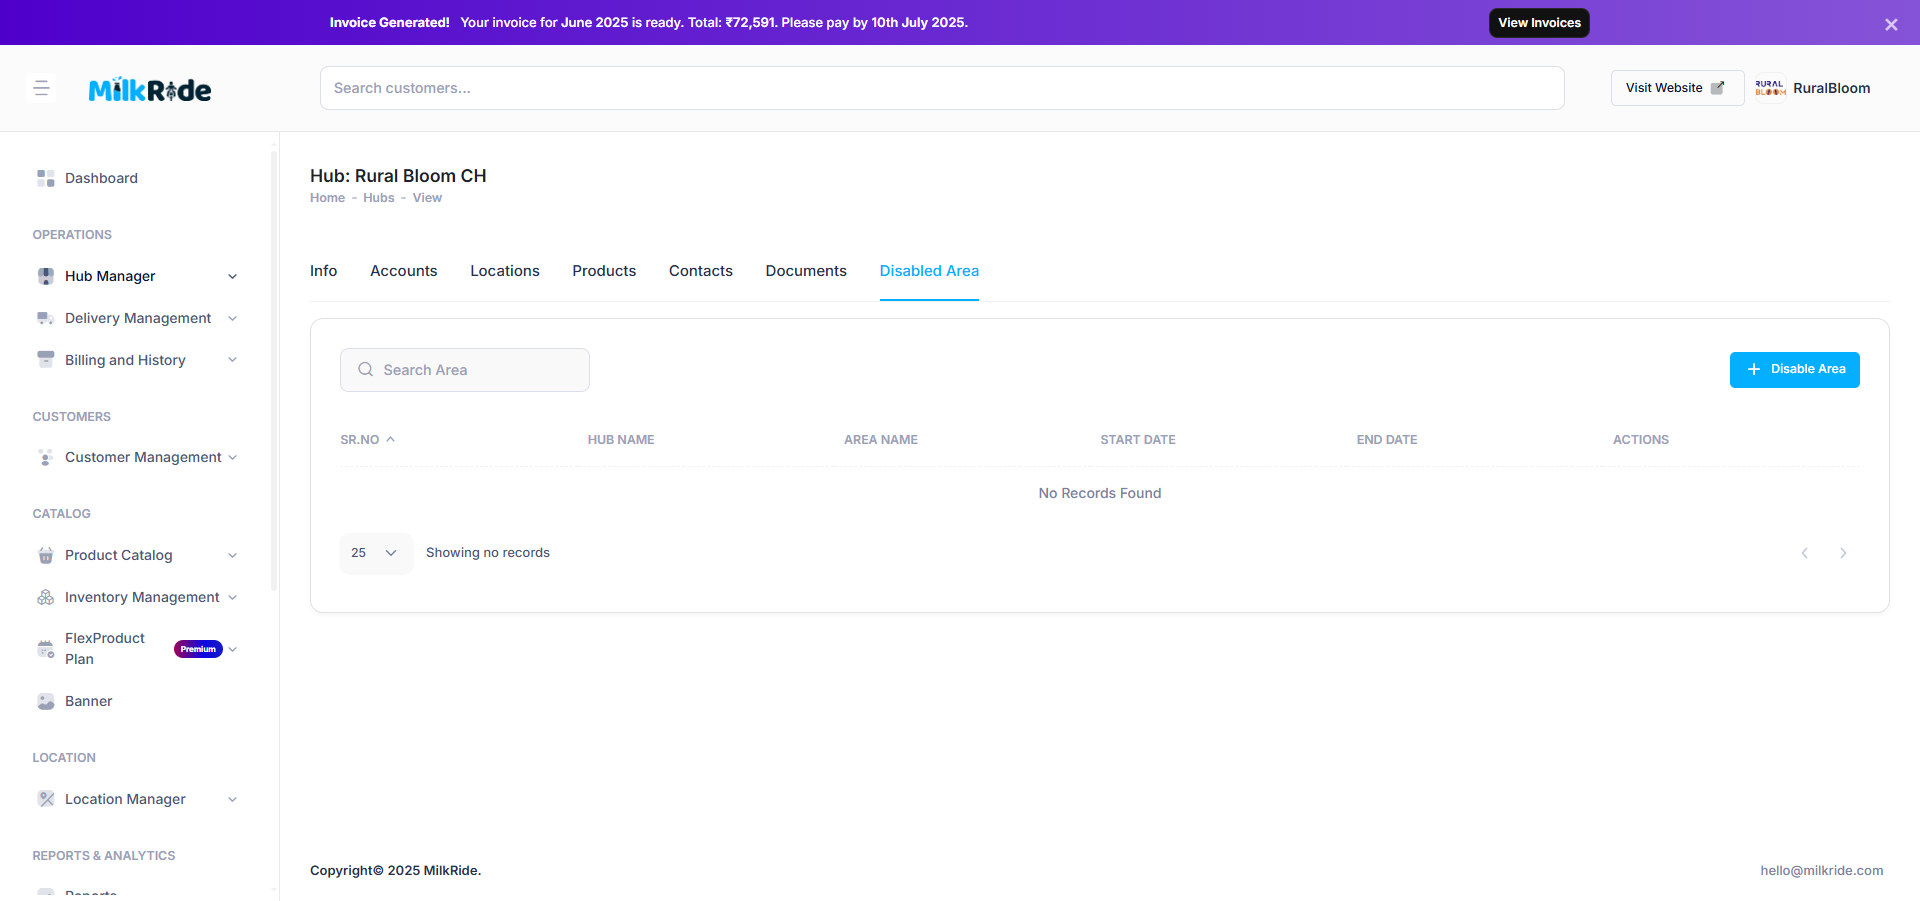 Invoice Generated! Your invoice for June 2025 is ready. Total: ₹72,591. Please pay by 10th July 2025.
View Invoices
MilkRide
Search customers...
Visit Website
RURAL BLOOM
RuralBloom
Dashboard
OPERATIONS
Hub Manager
Delivery Management
Billing and History
CUSTOMERS
Customer Management
CATALOG
Product Catalog
Inventory Management
FlexProduct
Plan
Premium
Banner
LOCATION
Location Manager
REPORTS & ANALYTICS
Reports
Hub: Rural Bloom CH
Home - Hubs - View
Info Accounts Locations Products Contacts Documents Disabled Area
Search Area
Disable Area
SR.NO HUB NAME AREA NAME START DATE END DATE ACTIONS
No Records Found
25 Showing no records
Copyright© 2025 MilkRide.
hello@milkride.com